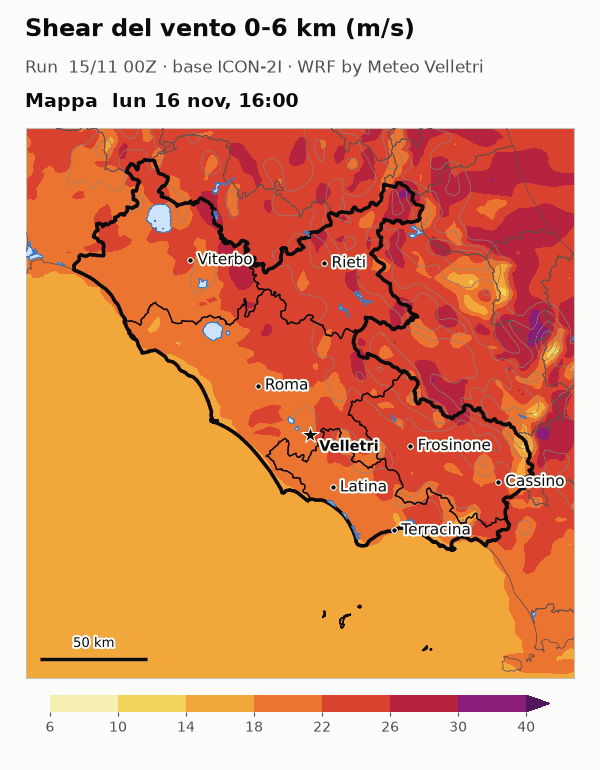 Shear del vento 0-6 km (m/s)
Run  15/11 00Z · base ICON-2I · WRF by Meteo Velletri
Mappa  lun 16 nov, 16:00
Viterbo
Rieti
Roma
Velletri
Frosinone
Latina
Cassino
Terracina
50 km
6 10 14 18 22 26 30 40